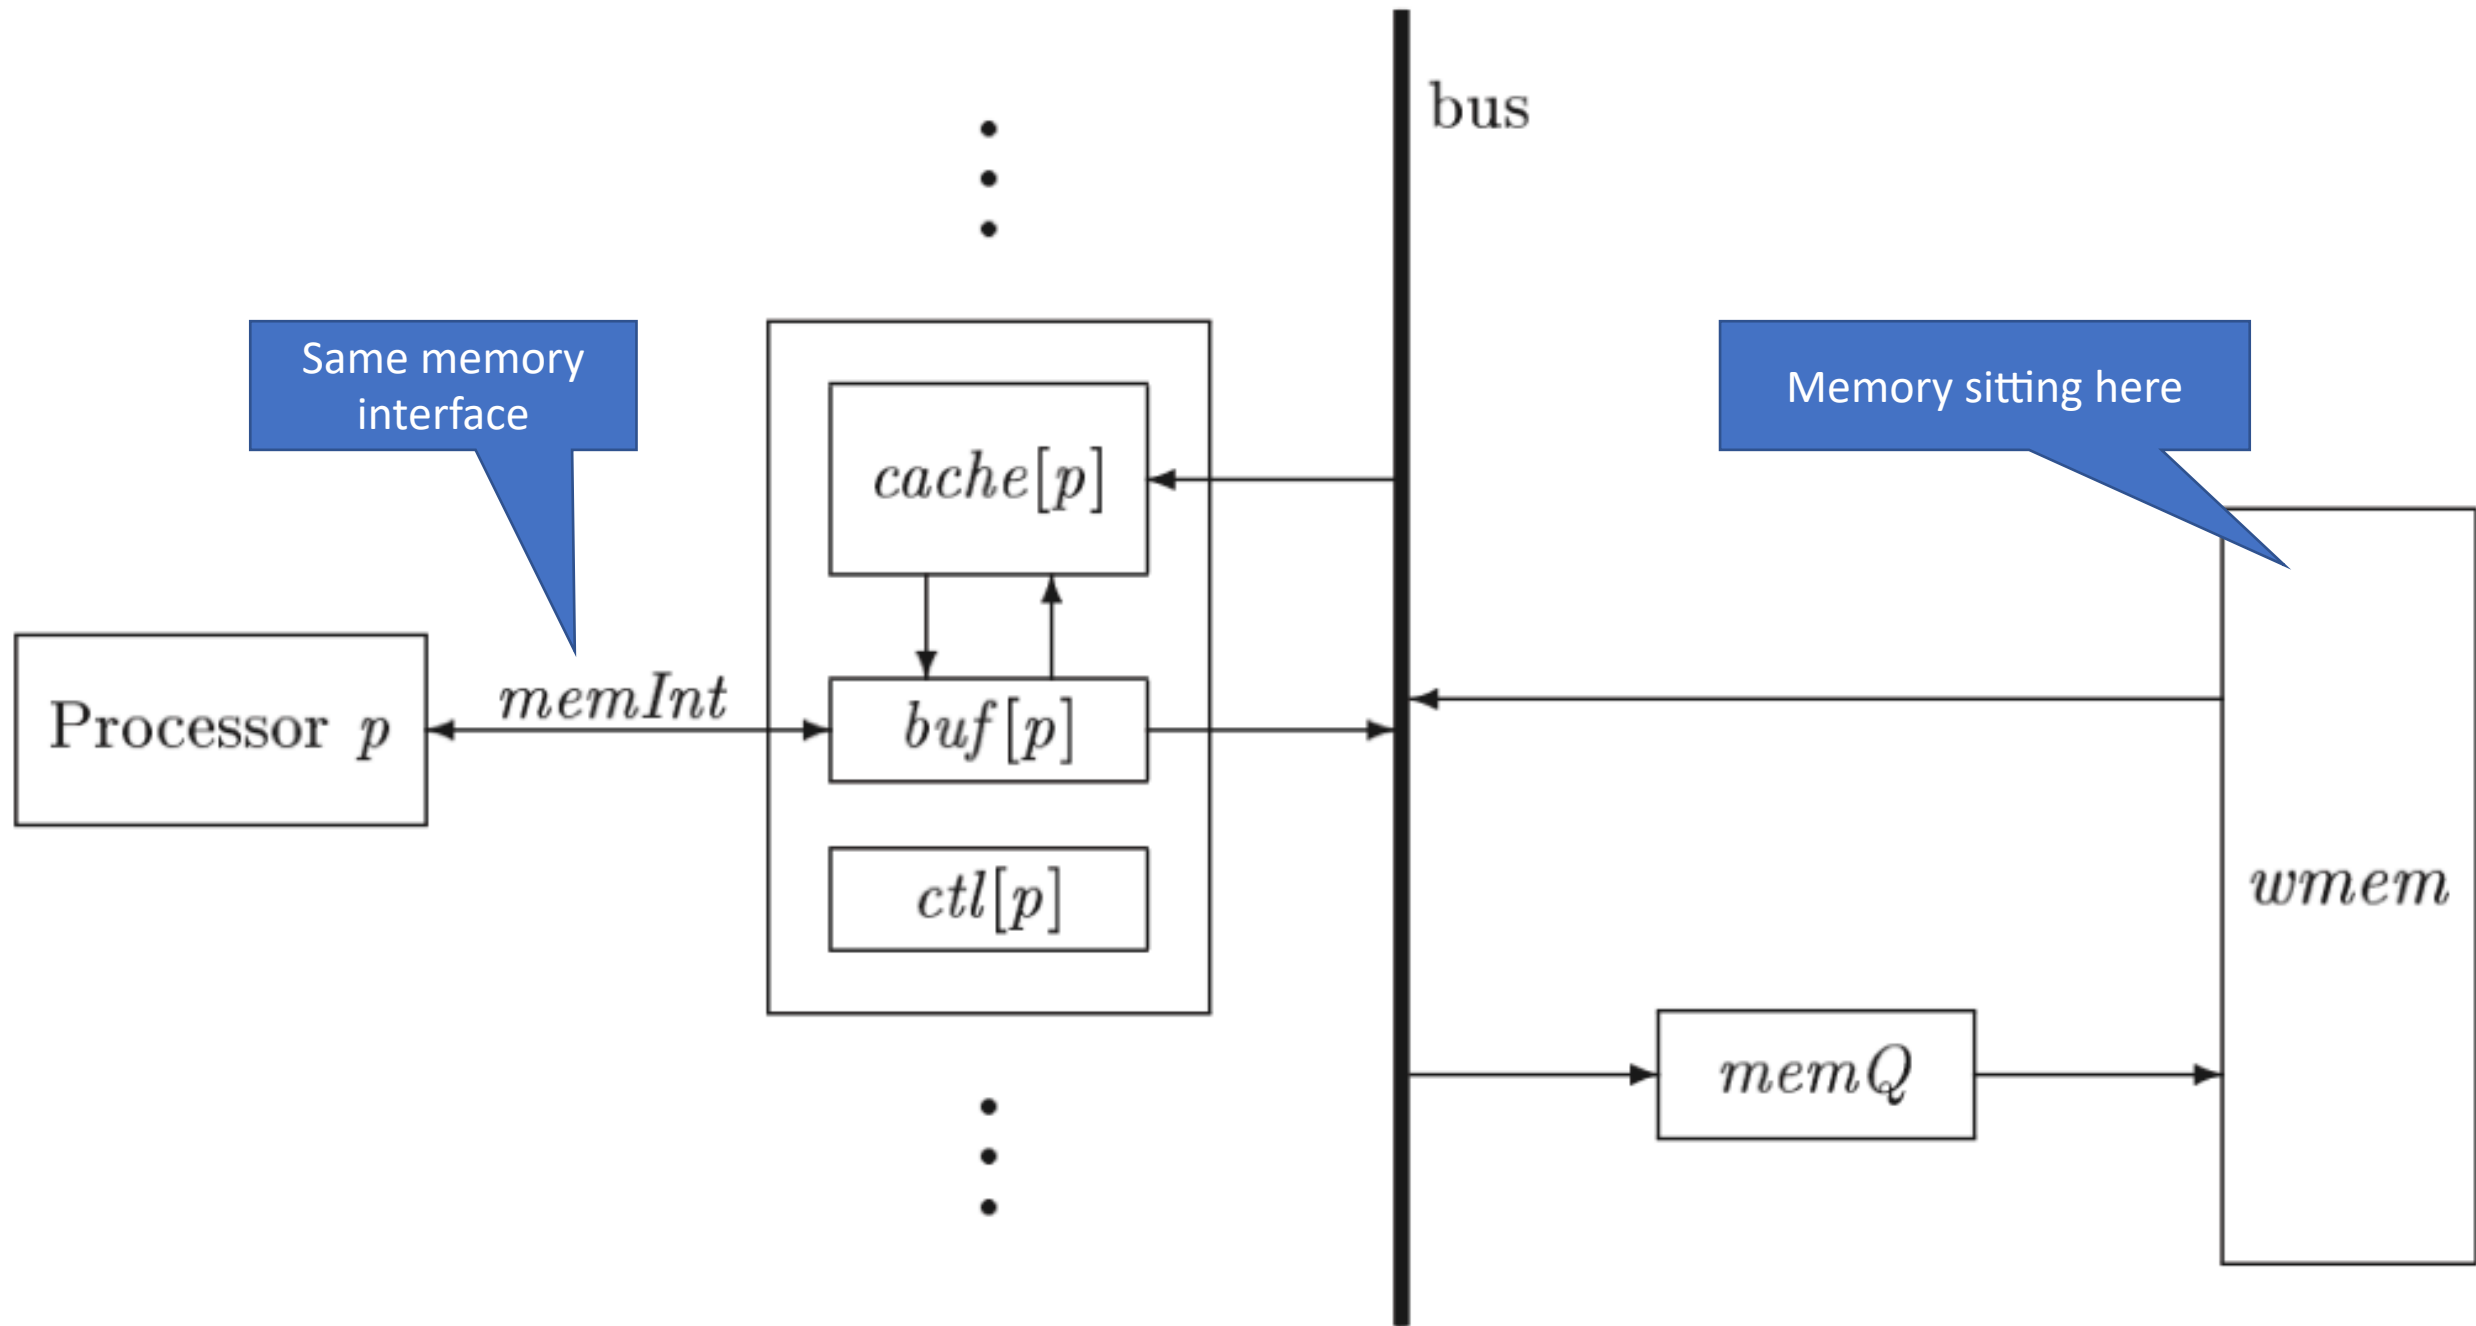 bus
Same memory
interface
Memory sitting here
cache[p]
Processor p
memInt
buf[p]
ctl[p]
wmem
memQ